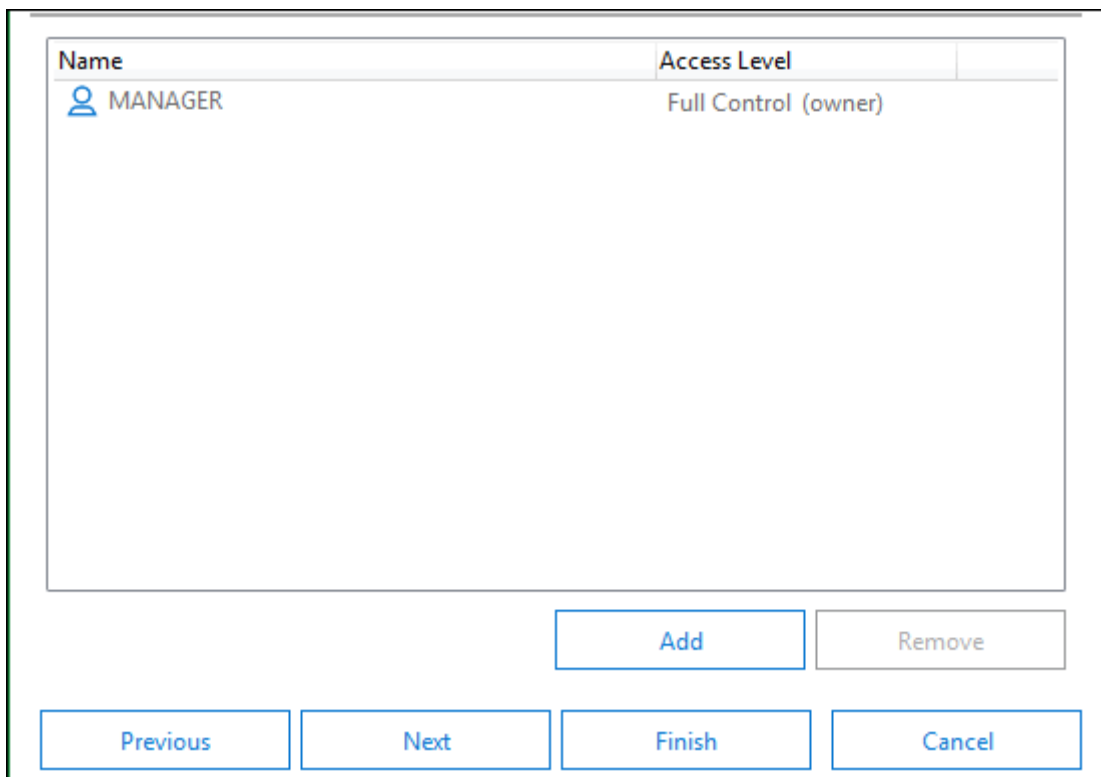 Name Access Level
MANAGER Full Control (owner)
Add Remove
Previous Next Finish Cancel